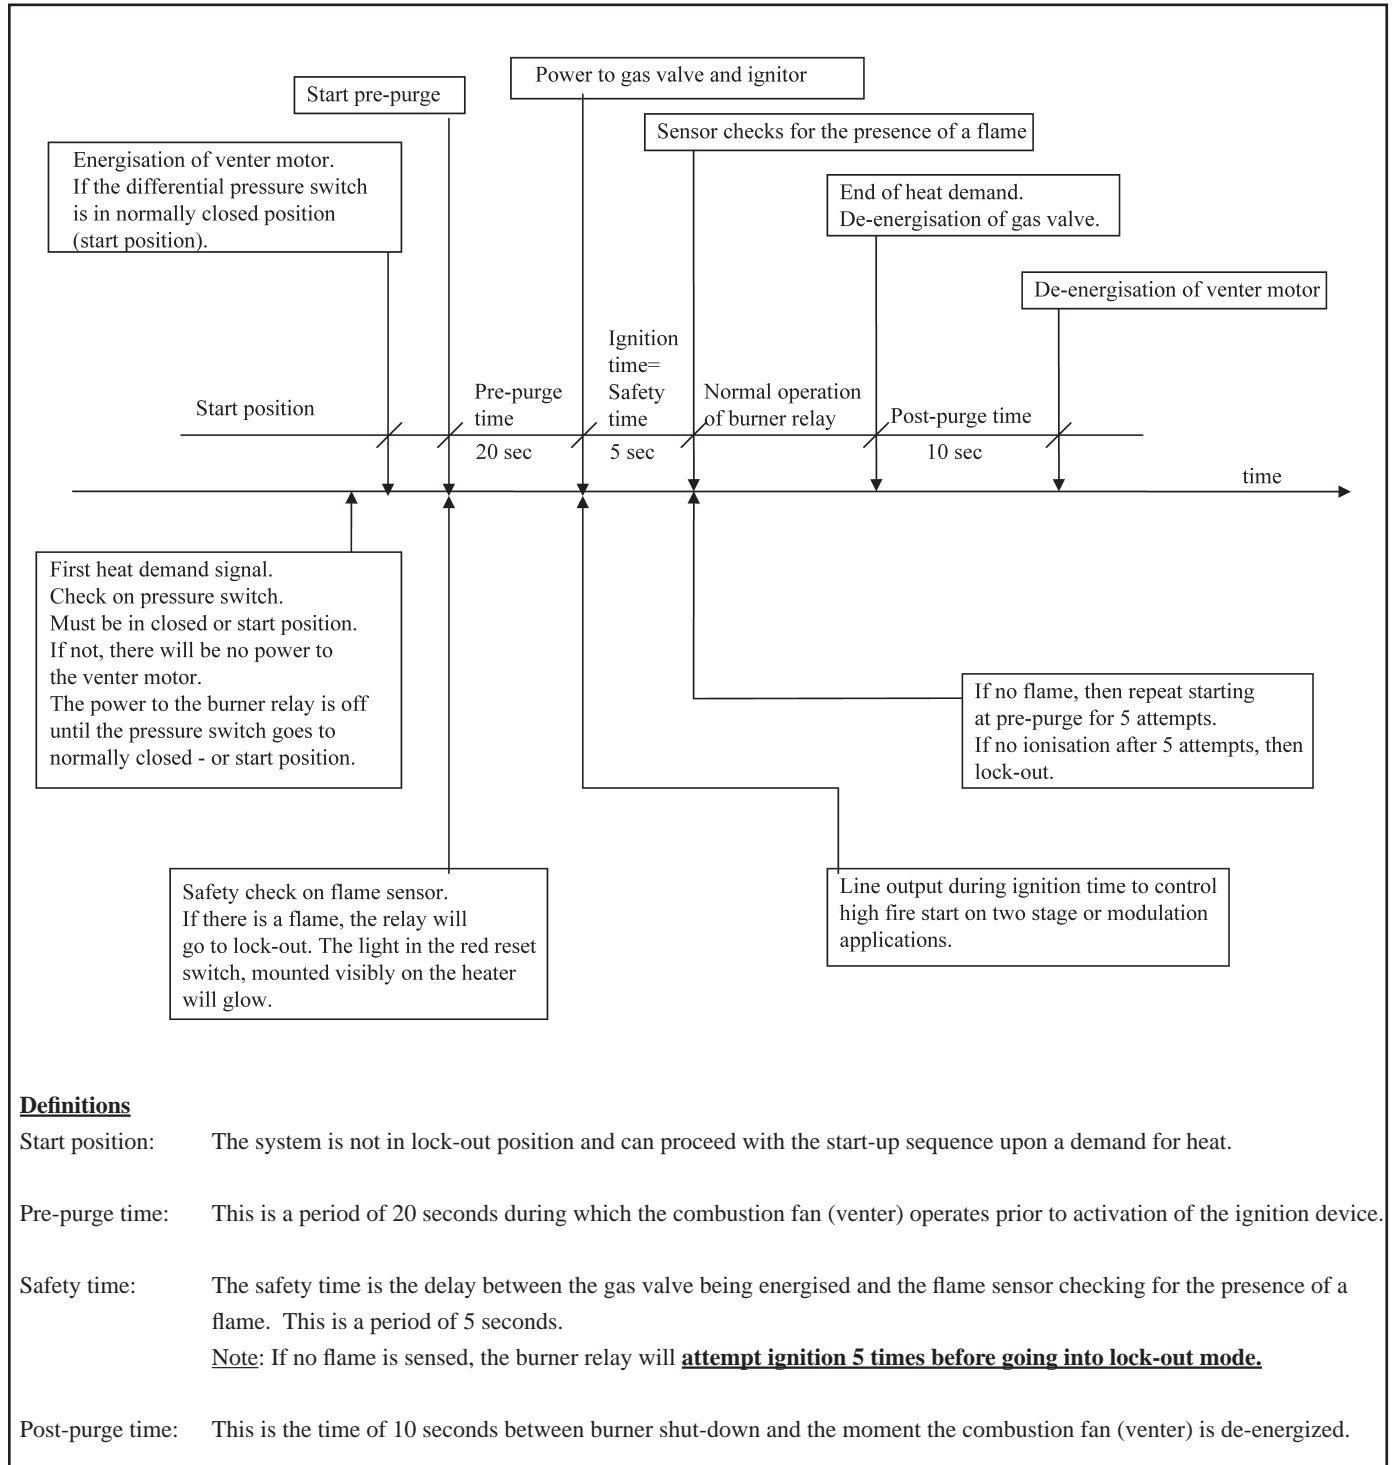 Power to gas valve and ignitor
Start pre-purge
Sensor checks for the presence of a flame
Energisation of venter motor.
If the differential pressure switch
is in normally closed position
(start position).
End of heat demand.
De-energisation of gas valve.
De-energisation of venter motor
Start position
Pre-purge
time
20 sec
Ignition
time=
Safety
time
5 sec
Normal operation
of burner relay
Post-purge time
10 sec
time
First heat demand signal.
Check on pressure switch.
Must be in closed or start position.
If not, there will be no power to
the venter motor.
The power to the burner relay is off
until the pressure switch goes to
normally closed - or start position.
If no flame, then repeat starting
at pre-purge for 5 attempts.
If no ionisation after 5 attempts, then
lock-out.
Safety check on flame sensor.
If there is a flame, the relay will
go to lock-out. The light in the red reset
switch, mounted visibly on the heater
will glow.
Line output during ignition time to control
high fire start on two stage or modulation
applications.
Definitions
Start position: The system is not in lock-out position and can proceed with the start-up sequence upon a demand for heat.
Pre-purge time: This is a period of 20 seconds during which the combustion fan (venter) operates prior to activation of the ignition device.
Safety time: The safety time is the delay between the gas valve being energised and the flame sensor checking for the presence of a
flame. This is a period of 5 seconds.
Note: If no flame is sensed, the burner relay will attempt ignition 5 times before going into lock-out mode.
Post-purge time: This is the time of 10 seconds between burner shut-down and the moment the combustion fan (venter) is de-energized.